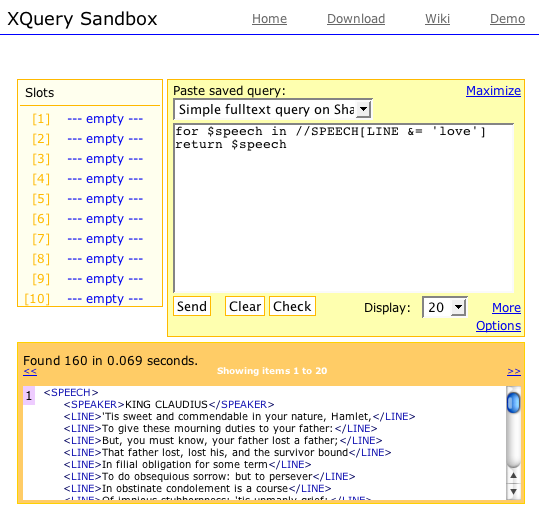 XQuery Sandbox
Home Download Wiki Demo
Slots
[1] --- empty ---
[2] --- empty ---
[3] --- empty ---
[4] --- empty ---
[5] --- empty ---
[6] --- empty ---
[7] --- empty ---
[8] --- empty ---
[9] --- empty ---
[10] --- empty ---
Paste saved query: Maximize
Simple fulltext query on Sha
for $speech in //SPEECH[LINE &= 'love']
return $speech
Send Clear Check Display: 20 More
Options
Found 160 in 0.069 seconds.
<< Showing items 1 to 20 >>
1 <SPEECH>
<SPEAKER>KING CLAUDIUS</SPEAKER>
<LINE>'Tis sweet and commendable in your nature, Hamlet,</LINE>
<LINE>To give these mourning duties to your father:</LINE>
<LINE>But, you must know, your father lost a father;</LINE>
<LINE>That father lost, lost his, and the survivor bound</LINE>
<LINE>In filial obligation for some term</LINE>
<LINE>To do obsequious sorrow: but to persever</LINE>
<LINE>In obstinate condolement is a course</LINE>
<LINE>Of impious stubbornness; 'tis unmanly grief;</LINE>